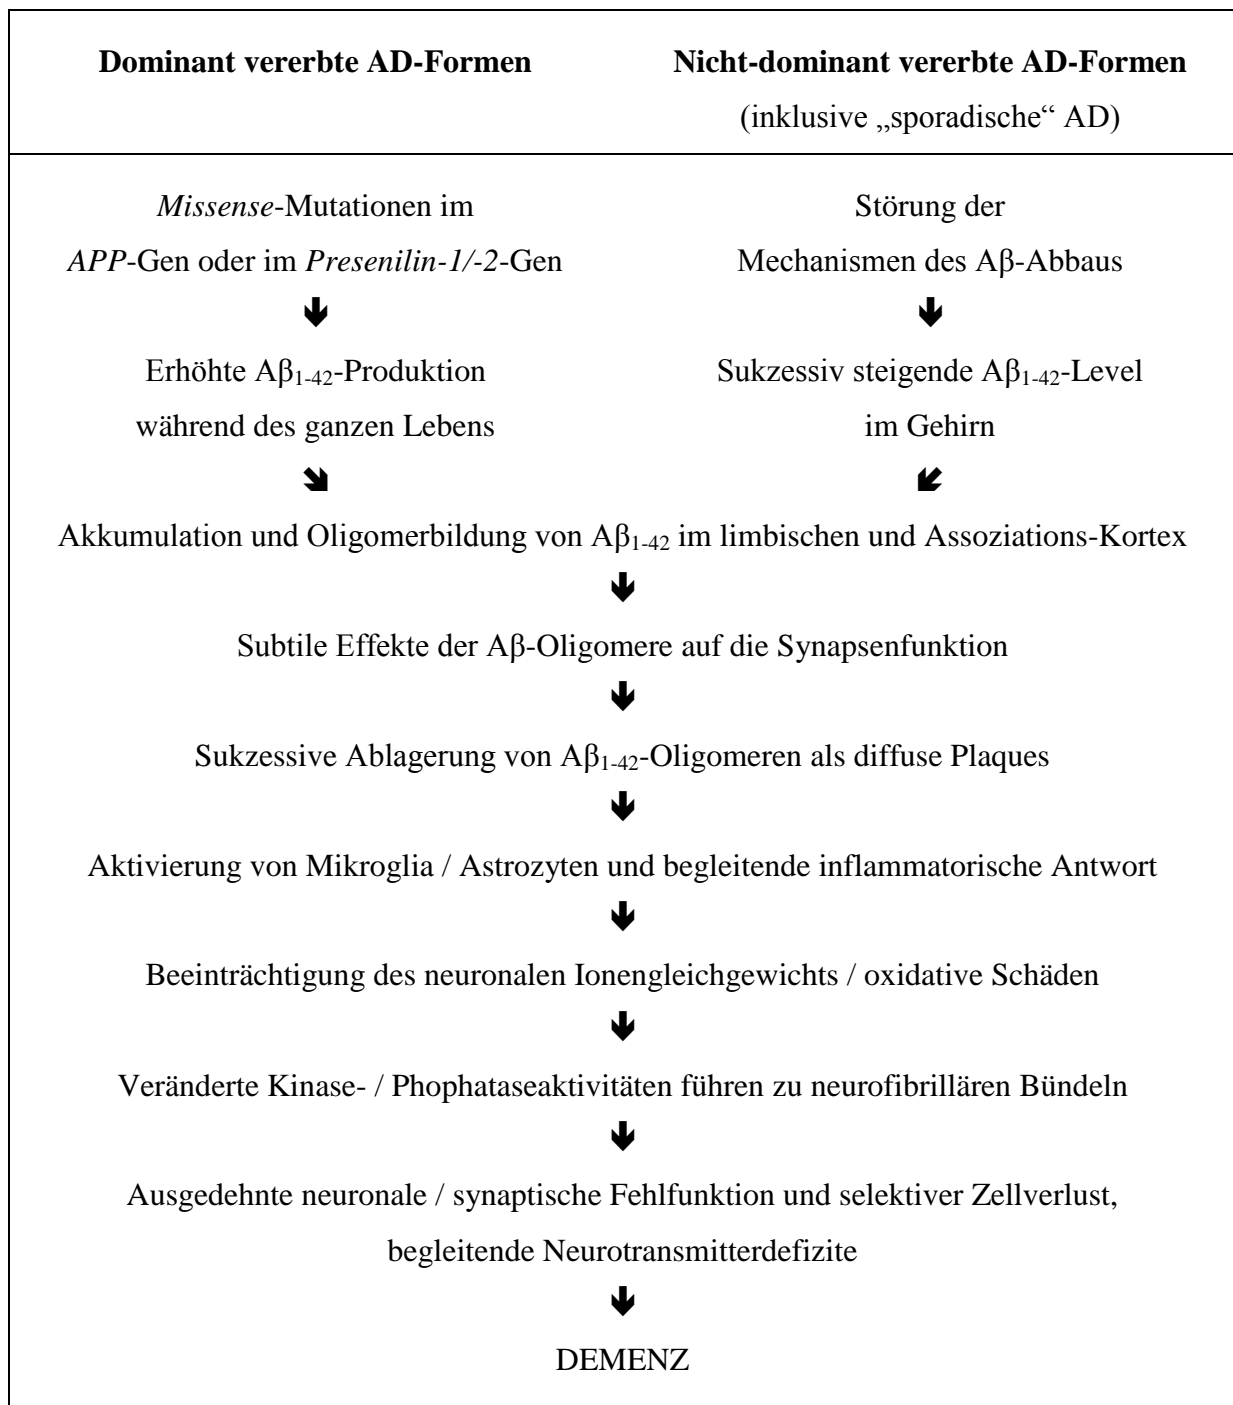 Dominant vererbte AD-Formen
Nicht-dominant vererbte AD-Formen
(inklusive „sporadische“ AD)
Missense-Mutationen im
APP-Gen oder im Presenilin-1/-2-Gen
Erhöhte Aβ1-42-Produktion
während des ganzen Lebens
Störung der
Mechanismen des Aβ-Abbaus
Sukzessiv steigende Aβ1-42-Level
im Gehirn
Akkumulation und Oligomerbildung von Aβ1-42 im limbischen und Assoziations-Kortex
Subtile Effekte der Aβ-Oligomere auf die Synapsenfunktion
Sukzessive Ablagerung von Aβ1-42-Oligomeren als diffuse Plaques
Aktivierung von Mikroglia / Astrozyten und begleitende inflammatorische Antwort
Beeinträchtigung des neuronalen Ionengleichgewichts / oxidative Schäden
Veränderte Kinase- / Phophataseaktivitäten führen zu neurofibrillären Bündeln
Ausgedehnte neuronale / synaptische Fehlfunktion und selektiver Zellverlust,
begleitende Neurotransmitterdefizite
DEMENZ